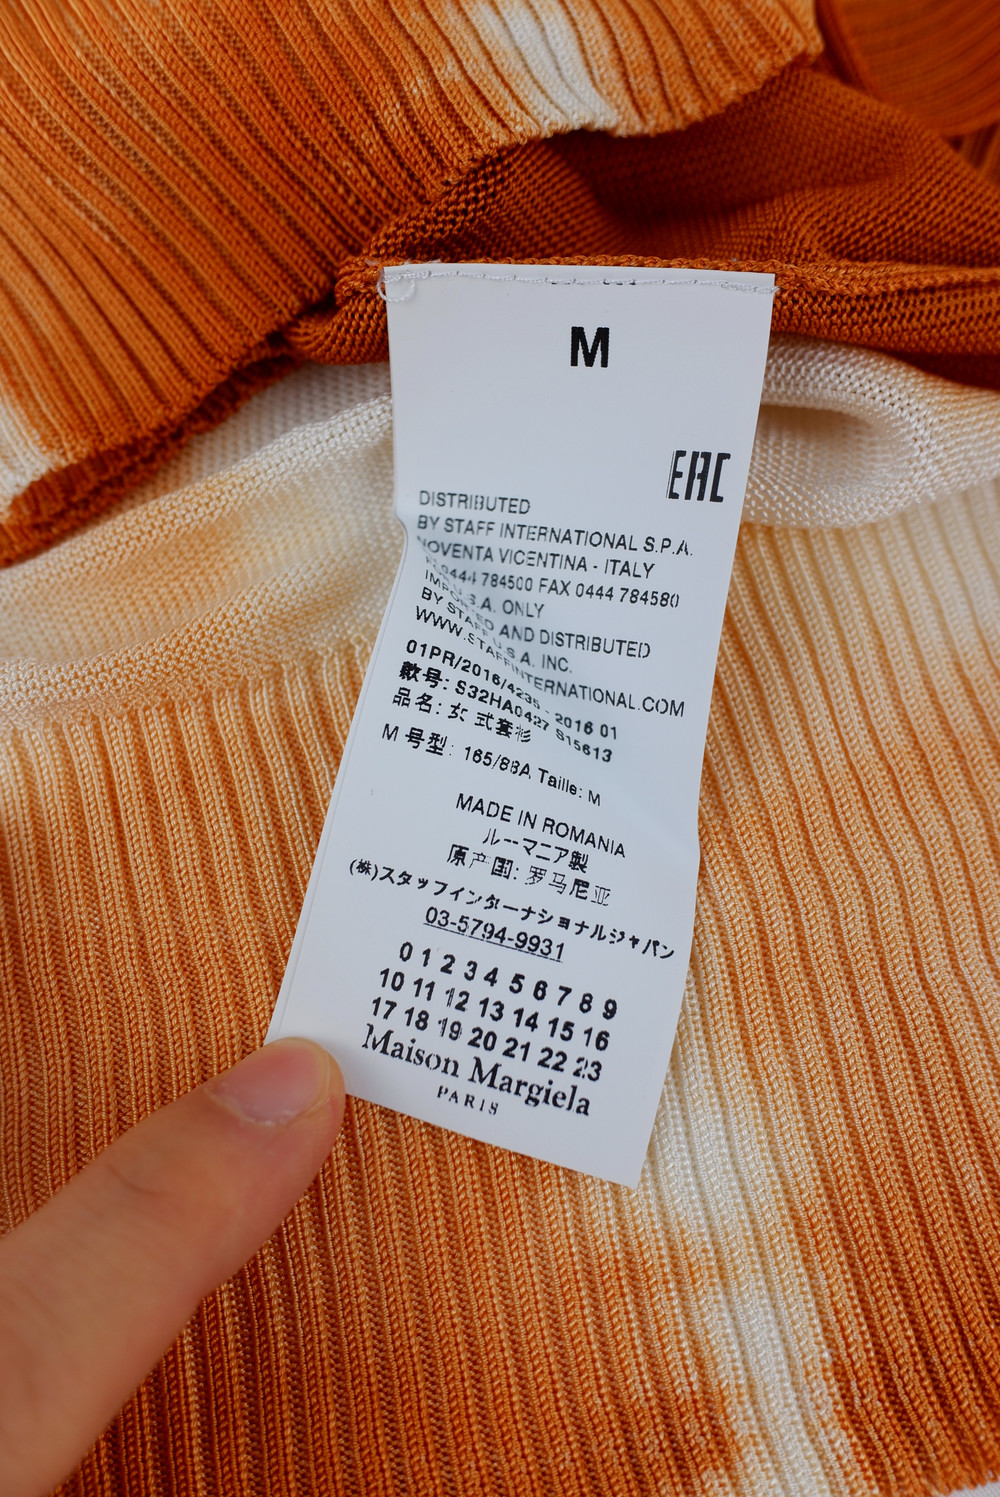 M
EAC
DISTRIBUTED
BY STAFF INTERNATIONAL S.P.A.
NOVENTA VICENTINA - ITALY
0444 784500 FAX 0444 784580
U.S.A. ONLY
IMPORTED AND DISTRIBUTED
BY STAFF U.S.A. INC.
WWW.STAFFINTERNATIONAL.COM
01PR/2016/4235 - 2016 01
款号: S32HA0427 S15613
品名: 女式套衫
M 号型: 165/88A Taille: M
MADE IN ROMANIA
ルーマニア製
原产国: 罗马尼亚
(株)スタッフインターナショナルジャパン
03-5794-9931
0 1 2 3 4 5 6 7 8 9
10 11 12 13 14 15 16
17 18 19 20 21 22 23
Maison Margiela
PARIS